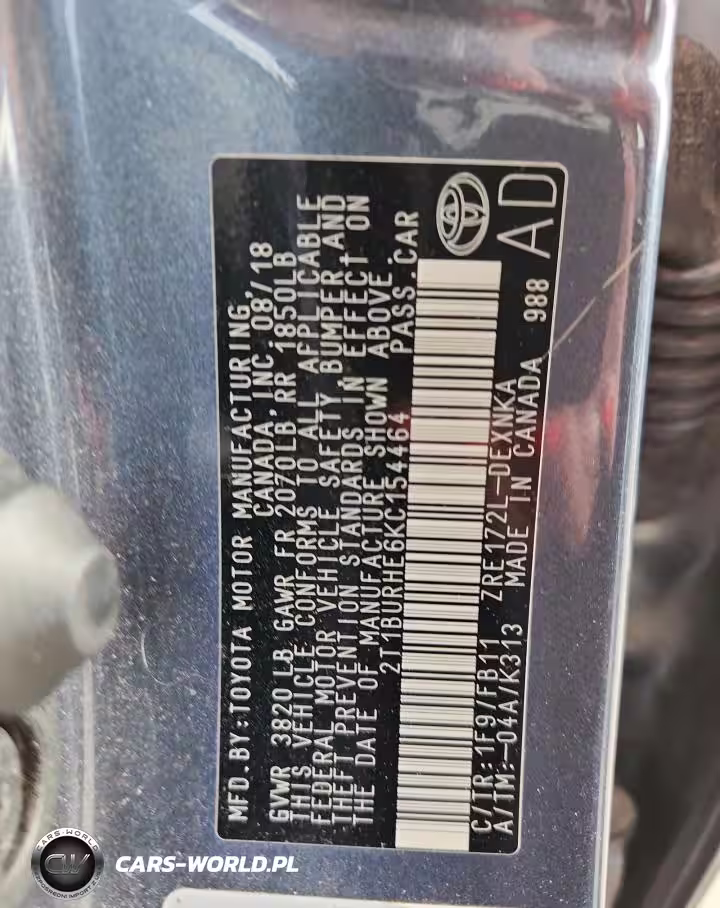 MFD. BY: TOYOTA MOTOR MANUFACTURING
CANADA, INC. 08/18
GVWR 3820 LB GAWR FR 2070LB RR 1850LB
THIS VEHICLE CONFORMS TO ALL APPLICABLE
FEDERAL MOTOR VEHICLE SAFETY, BUMPER, AND
THEFT PREVENTION STANDARDS IN EFFECT ON
THE DATE OF MANUFACTURE SHOWN ABOVE.
2T1BURHE6KC154464 PASS. CAR
C/TR: 1F9/FB11 ZRE172L-DEXNKA
A/TM: -04A/K313 MADE IN CANADA 988
AD
CW
CARS-WORLD.PL